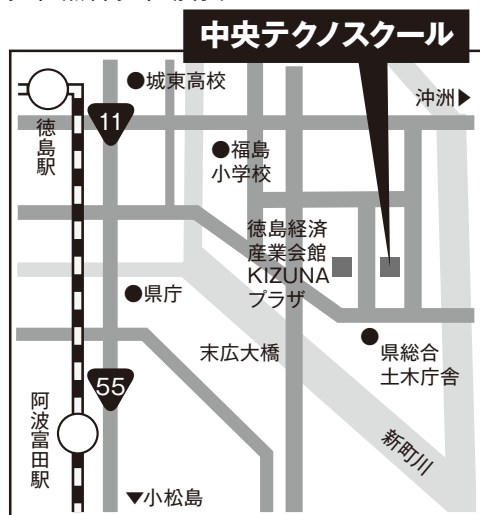 中央テクノスクール
●城東高校
沖洲▶
徳島駅
11
●福島
小学校
徳島経済
産業会館
KIZUNA
プラザ
●県庁
末広大橋
県総合
土木庁舎
55
阿波富田駅
新町川
▼小松島